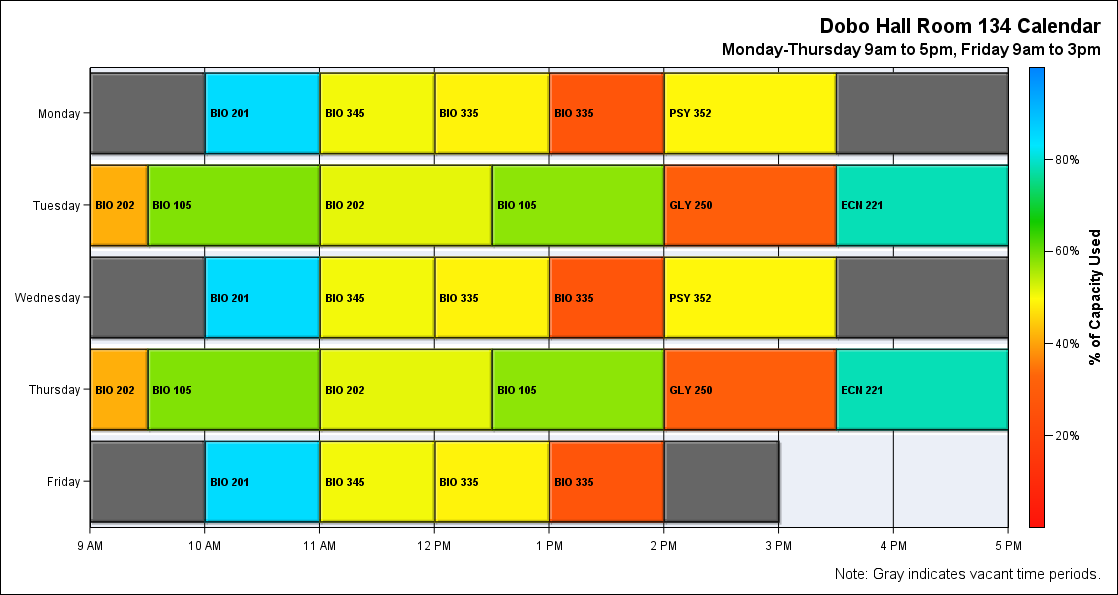 Dobo Hall Room 134 Calendar
Monday-Thursday 9am to 5pm, Friday 9am to 3pm
Monday
BIO 201
BIO 345
BIO 335
BIO 335
PSY 352
Tuesday
BIO 202
BIO 105
BIO 202
BIO 105
GLY 250
ECN 221
Wednesday
BIO 201
BIO 345
BIO 335
BIO 335
PSY 352
Thursday
BIO 202
BIO 105
BIO 202
BIO 105
GLY 250
ECN 221
Friday
BIO 201
BIO 345
BIO 335
BIO 335
9 AM
10 AM
11 AM
12 PM
1 PM
2 PM
3 PM
4 PM
5 PM
80%
60%
40%
20%
% of Capacity Used
Note: Gray indicates vacant time periods.